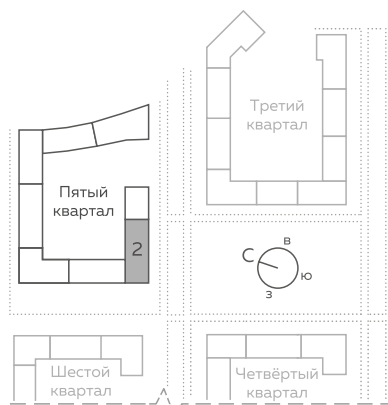 Третий
квартал
Пятый
квартал
2
В
С
Ю
З
Шестой
квартал
Четвёртый
квартал